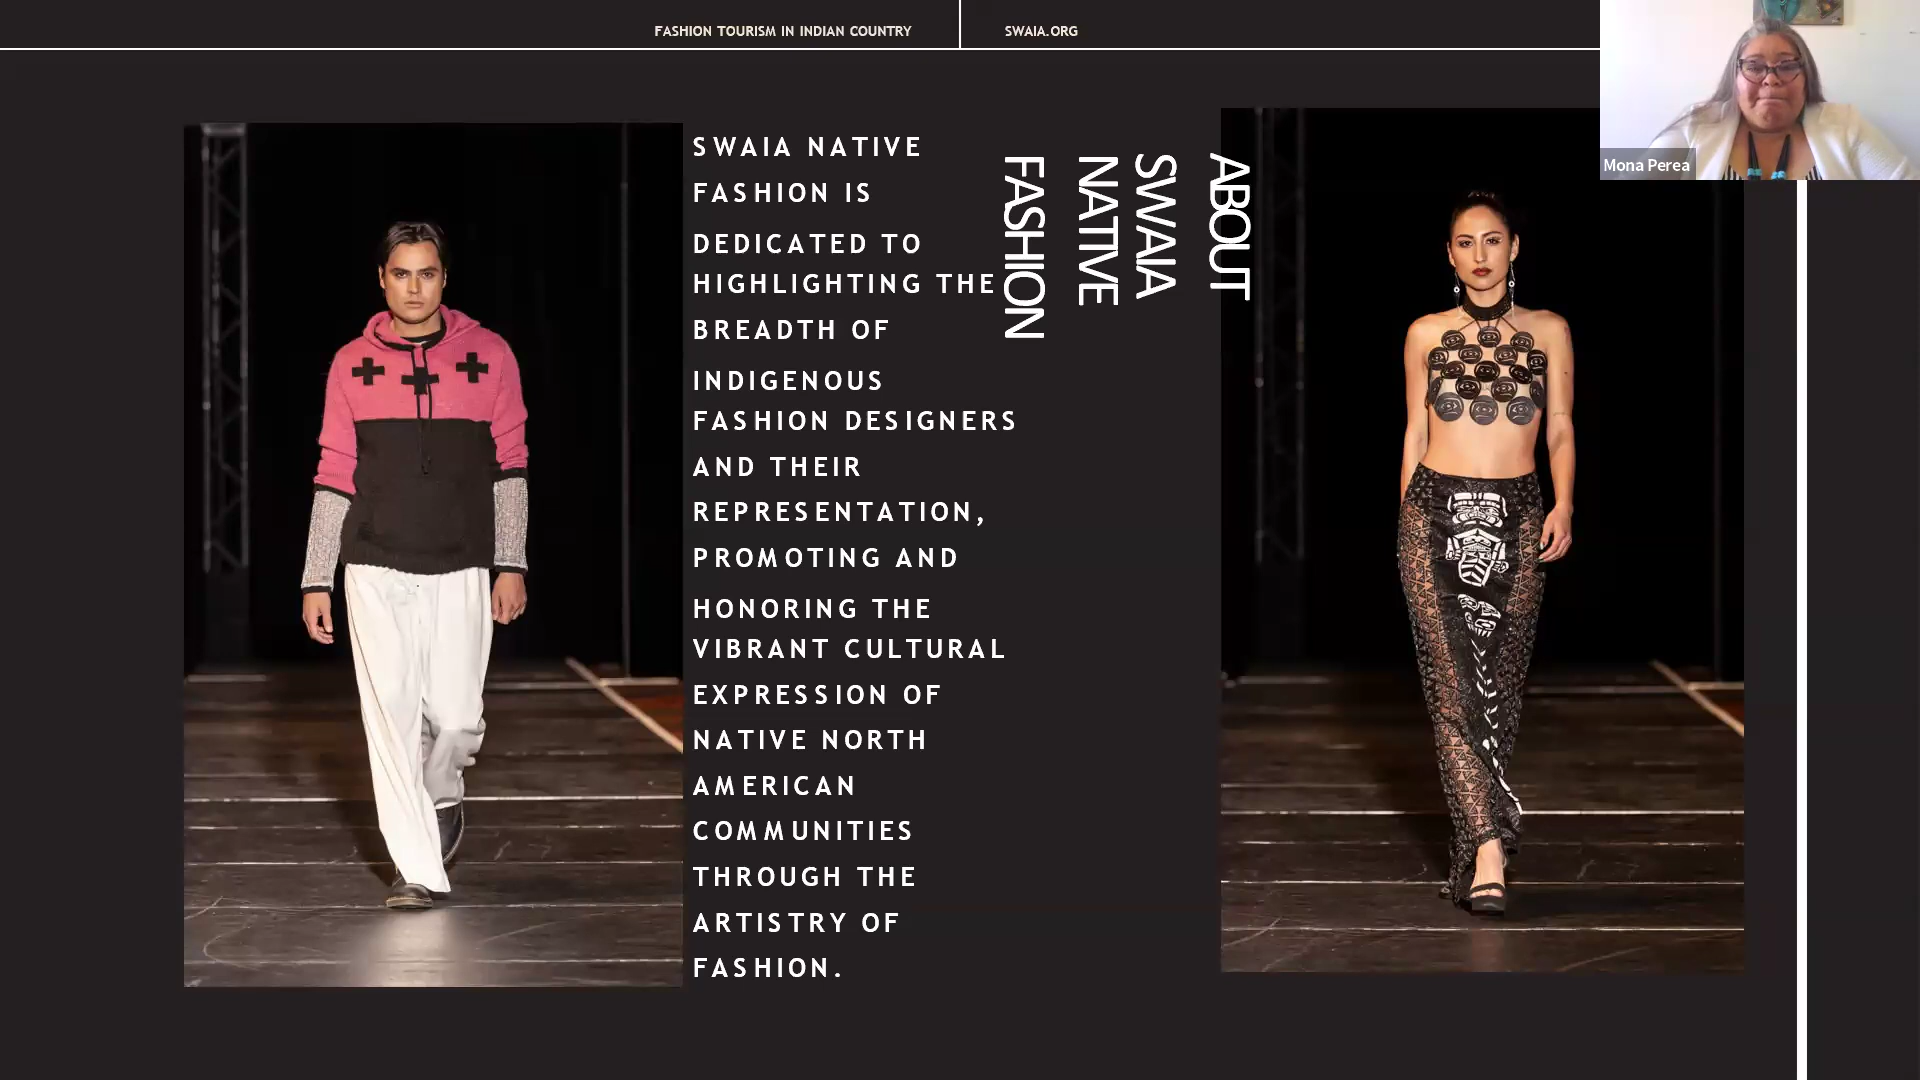 FASHION TOURISM IN INDIAN COUNTRY
SWAIA.ORG
Mona Perea
SWAIA NATIVE
FASHION IS
DEDICATED TO
HIGHLIGHTING THE
BREADTH OF
INDIGENOUS
FASHION DESIGNERS
AND THEIR
REPRESENTATION,
PROMOTING AND
HONORING THE
VIBRANT CULTURAL
EXPRESSION OF
NATIVE NORTH
AMERICAN
COMMUNITIES
THROUGH THE
ARTISTRY OF
FASHION.
ABOUT
SWAIA
NATIVE
FASHION